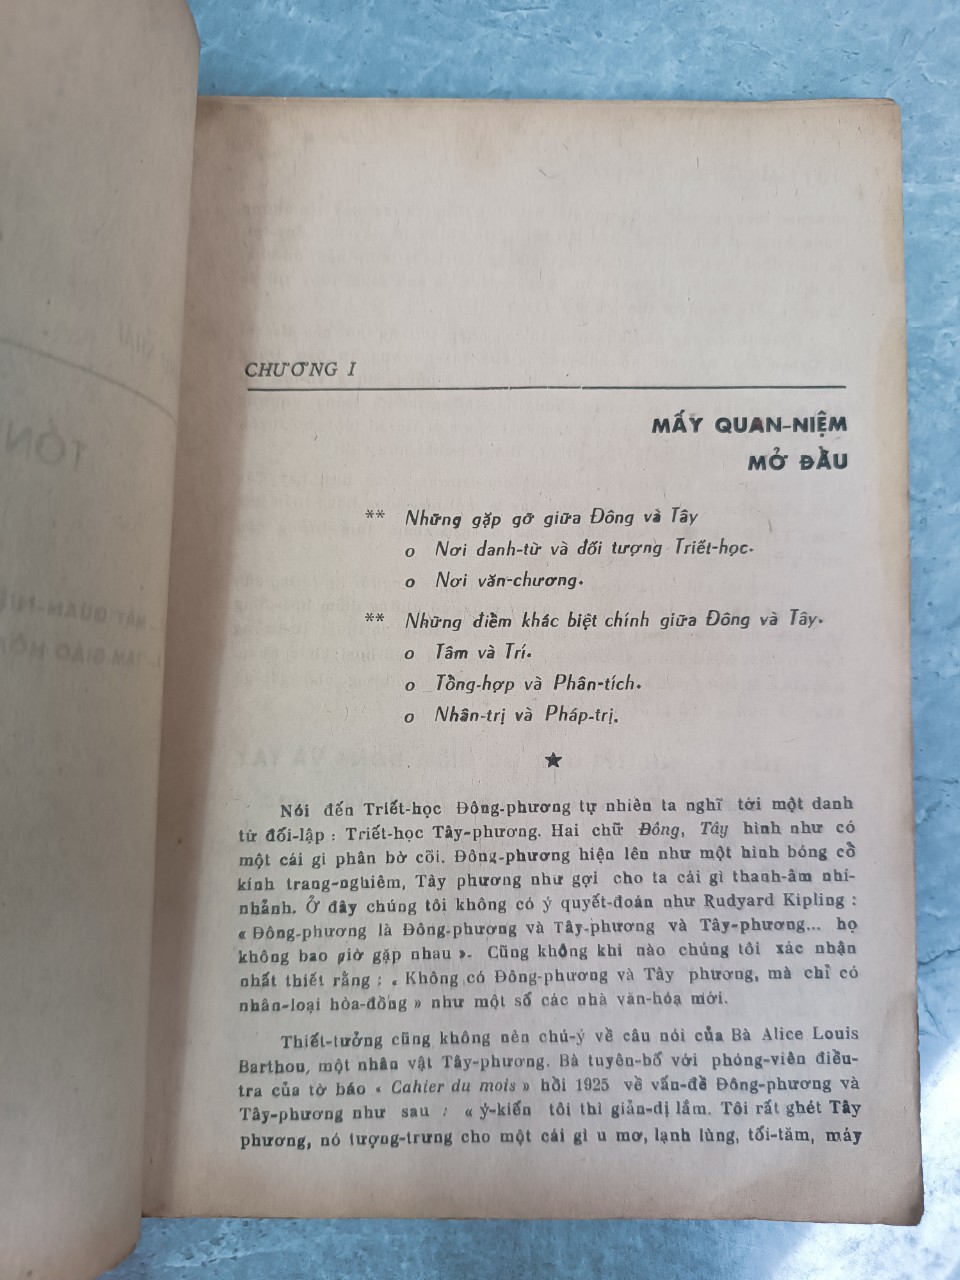 CHƯƠNG I
MẤY QUAN-NIỆM
MỞ ĐẦU
** Những gặp gỡ giữa Đông và Tây
o Nơi danh-từ và đối tượng Triết-học.
o Nơi văn-chương.
** Những điểm khác biệt chính giữa Đông và Tây.
o Tâm và Trí.
o Tổng-hợp và Phân-tích.
o Nhân-trị và Pháp-trị.
★
Nói đến Triết-học Đông-phương tự nhiên ta nghĩ tới một danh
từ đối-lập : Triết-học Tây-phương. Hai chữ Đông, Tây hình như có
một cái gì phân bờ cõi. Đông-phương hiện lên như một hình bóng cổ
kính trang-nghiêm, Tây phương như gợi cho ta cái gì thanh-âm nhí-
nhảnh. Ở đây chúng tôi không có ý quyết-đoán như Rudyard Kipling :
« Đông-phương là Đông-phương và Tây-phương và Tây-phương... họ
không bao giờ gặp nhau ». Cũng không khi nào chúng tôi xác nhận
nhất thiết rằng : « Không có Đông-phương và Tây phương, mà chỉ có
nhân-loại hòa-đồng » như một số các nhà văn-hóa mới.
Thiết-tưởng cũng không nên chú-ý về câu nói của Bà Alice Louis
Barthou, một nhân vật Tây-phương. Bà tuyên-bố với phóng-viên điều-
tra của tờ báo « Cahier du mois » hồi 1925 về vấn-đề Đông-phương và
Tây-phương như sau : « ý-kiến tôi thì giản-dị lắm. Tôi rất ghét Tây
phương, nó tượng-trưng cho một cái gì u mơ, lạnh lùng, tối-tăm, máy